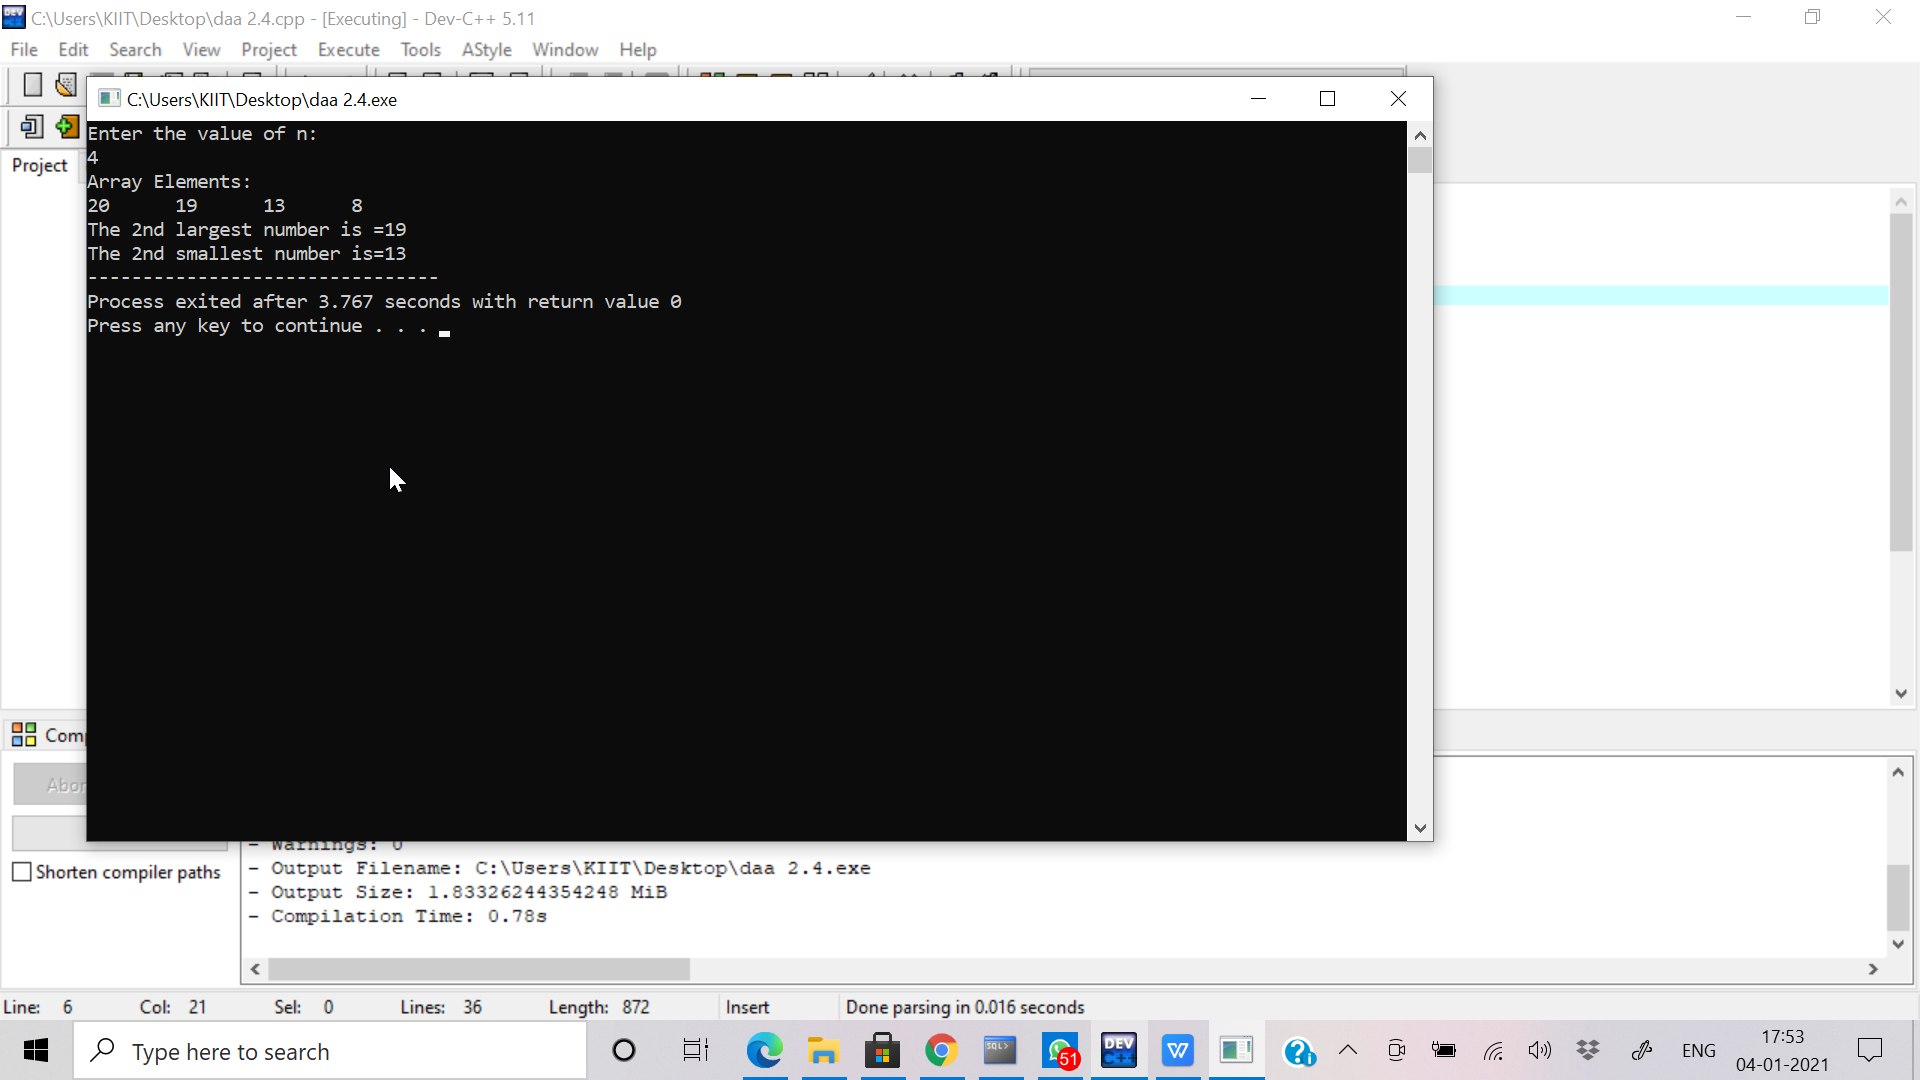 C:\Users\KIIT\Desktop\daa 2.4.cpp - [Executing] - Dev-C++ 5.11
File Edit Search View Project Execute Tools AStyle Window Help
C:\Users\KIIT\Desktop\daa 2.4.exe
Enter the value of n:
4
Array Elements:
20 19 13 8
The 2nd largest number is =19
The 2nd smallest number is=13
--------------------------------
Process exited after 3.767 seconds with return value 0
Press any key to continue . . .
Project
Comp
Abor
Shorten compiler paths
- Warnings: 0
- Output Filename: C:\Users\KIIT\Desktop\daa 2.4.exe
- Output Size: 1.83326244354248 MiB
- Compilation Time: 0.78s
Line: 6 Col: 21 Sel: 0 Lines: 36 Length: 872 Insert Done parsing in 0.016 seconds
Type here to search
SQL>
51
DEV
C++
W
ENG
17:53
04-01-2021